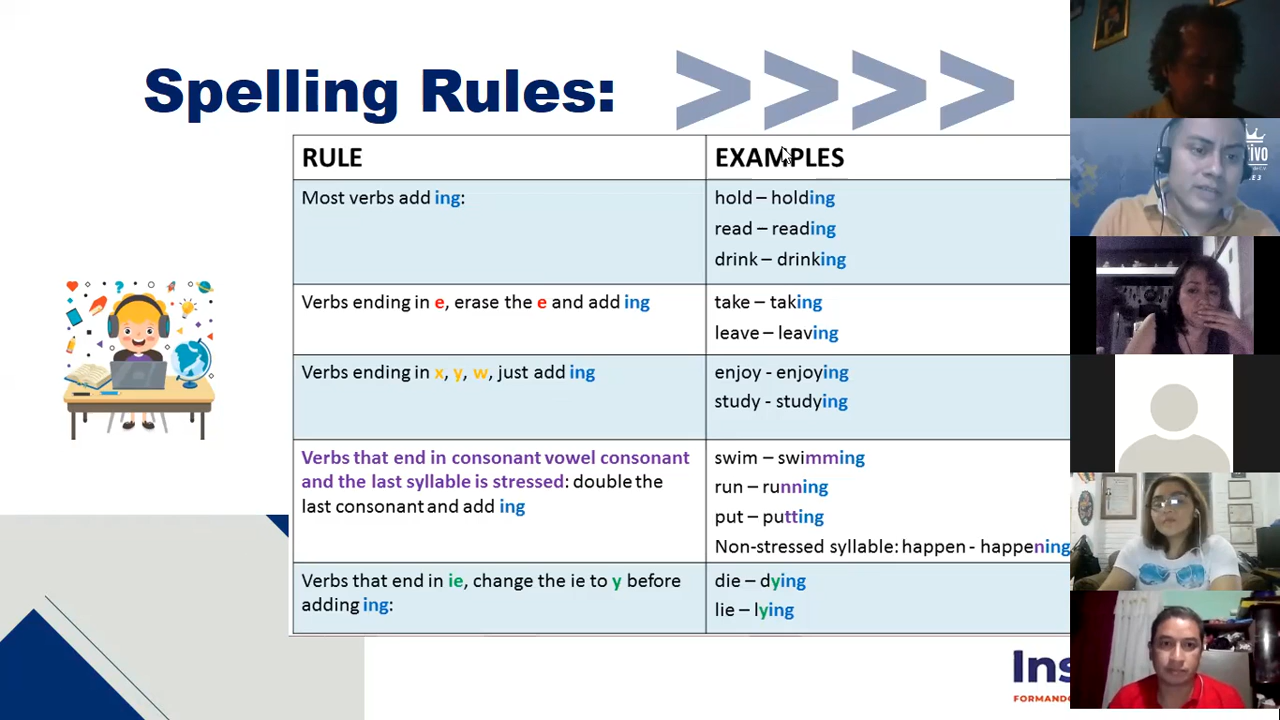 Spelling Rules:
RULE
EXAMPLES
Most verbs add ing:
hold – holding
read – reading
drink – drinking
Verbs ending in e, erase the e and add ing
take – taking
leave – leaving
Verbs ending in x, y, w, just add ing
enjoy - enjoying
study - studying
Verbs that end in consonant vowel consonant
and the last syllable is stressed: double the
last consonant and add ing
swim – swimming
run – running
put – putting
Non-stressed syllable: happen - happening
Verbs that end in ie, change the ie to y before
adding ing:
die – dying
lie – lying